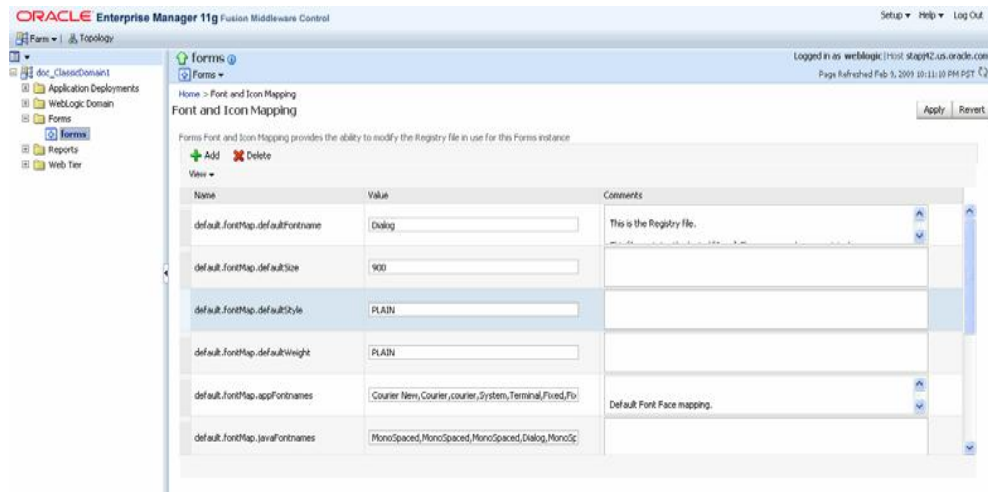 ORACLE Enterprise Manager 11g Fusion Middleware Control
Setup Help Log Out
Farm Topology
doc_ClassicDomain1
Application Deployments
WebLogic Domain
Forms
forms
Reports
Web Tier
forms
Forms
Logged in as weblogic|Host
Page Refreshed Feb 9, 2009 10:11:10 PM PST
Home > Font and Icon Mapping
Font and Icon Mapping
Apply Revert
Forms Font and Icon Mapping provides the ability to modify the Registry file in use for this Forms instance
Add Delete
View
Name Value Comments
default.fontMap.defaultFontname Dialog This is the Registry file.
default.fontMap.defaultSize 900
default.fontMap.defaultStyle PLAIN
default.fontMap.defaultWeight PLAIN
default.fontMap.appFontnames Courier New,Courier,courier,System,Terminal,Fixed,Fix Default Font Face mapping.
default.fontMap.javaFontnames MonoSpaced,MonoSpaced,MonoSpaced,Dialog,MonoSp